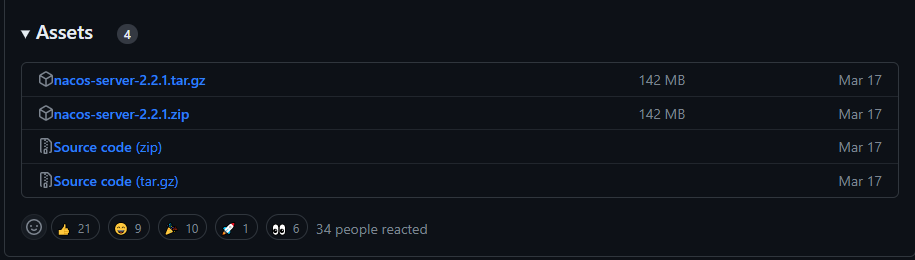 Assets 4
nacos-server-2.2.1.tar.gz 142 MB Mar 17
nacos-server-2.2.1.zip 142 MB Mar 17
Source code (zip) Mar 17
Source code (tar.gz) Mar 17
👍 21 😄 9 🎉 10 🚀 1 👀 6 34 people reacted